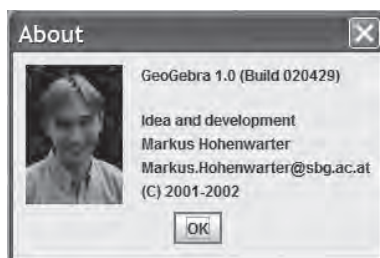 About
GeoGebra 1.0 (Build 020429)
Idea and development
Markus Hohenwarter
Markus.Hohenwarter@sbg.ac.at
(C) 2001-2002
OK